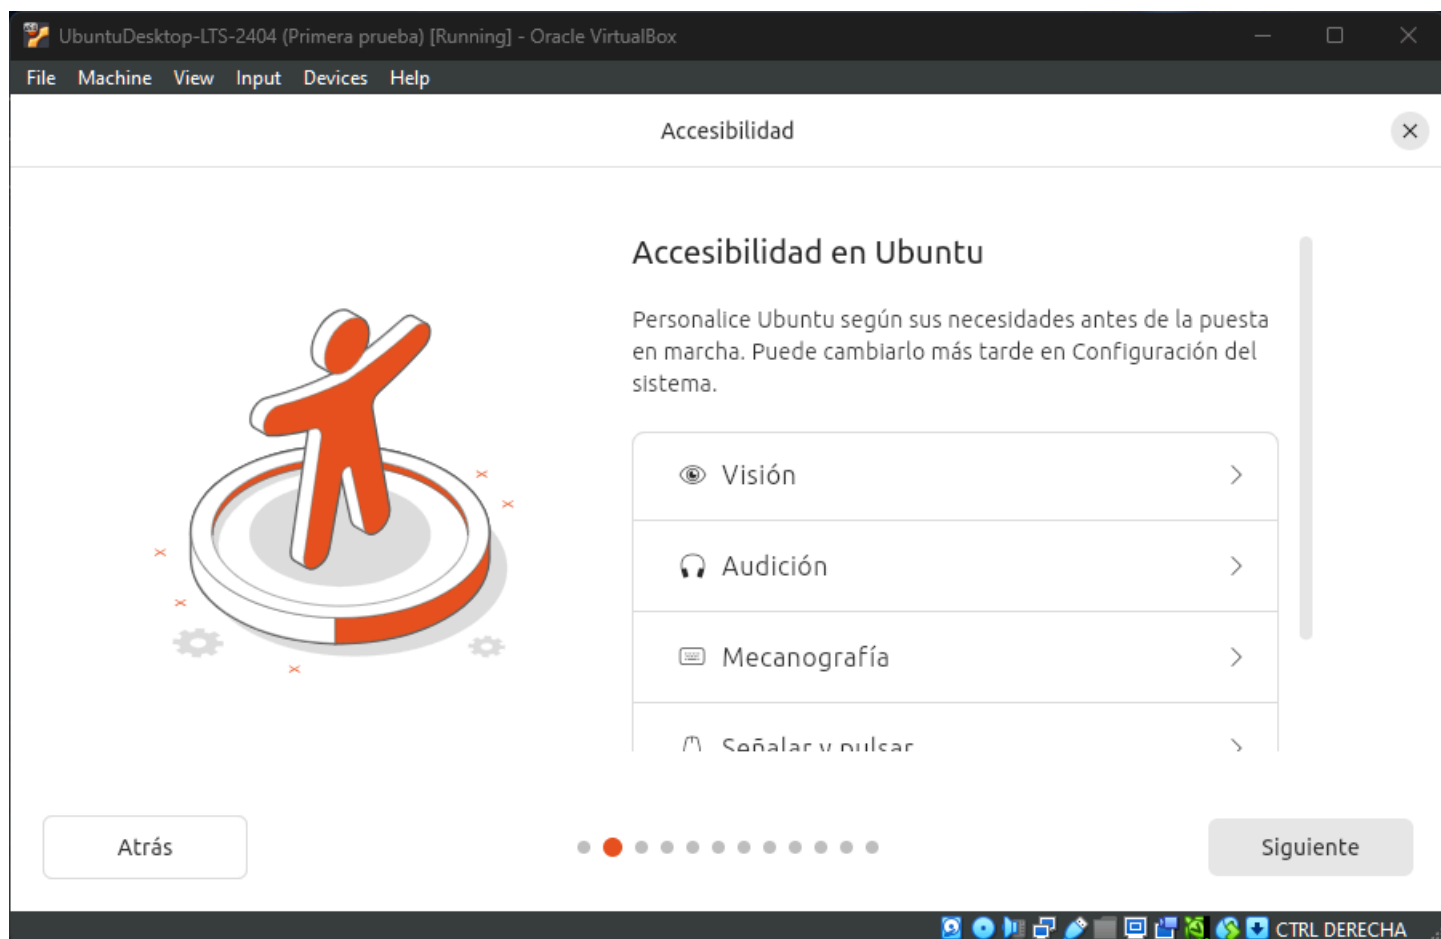 UbuntuDesktop-LTS-2404 (Primera prueba) [Running] - Oracle VirtualBox
File Machine View Input Devices Help
Accesibilidad
Accesibilidad en Ubuntu
Personalice Ubuntu según sus necesidades antes de la puesta
en marcha. Puede cambiarlo más tarde en Configuración del
sistema.
Visión
Audición
Mecanografía
Señalar y pulsar
Atrás
Siguiente
CTRL DERECHA